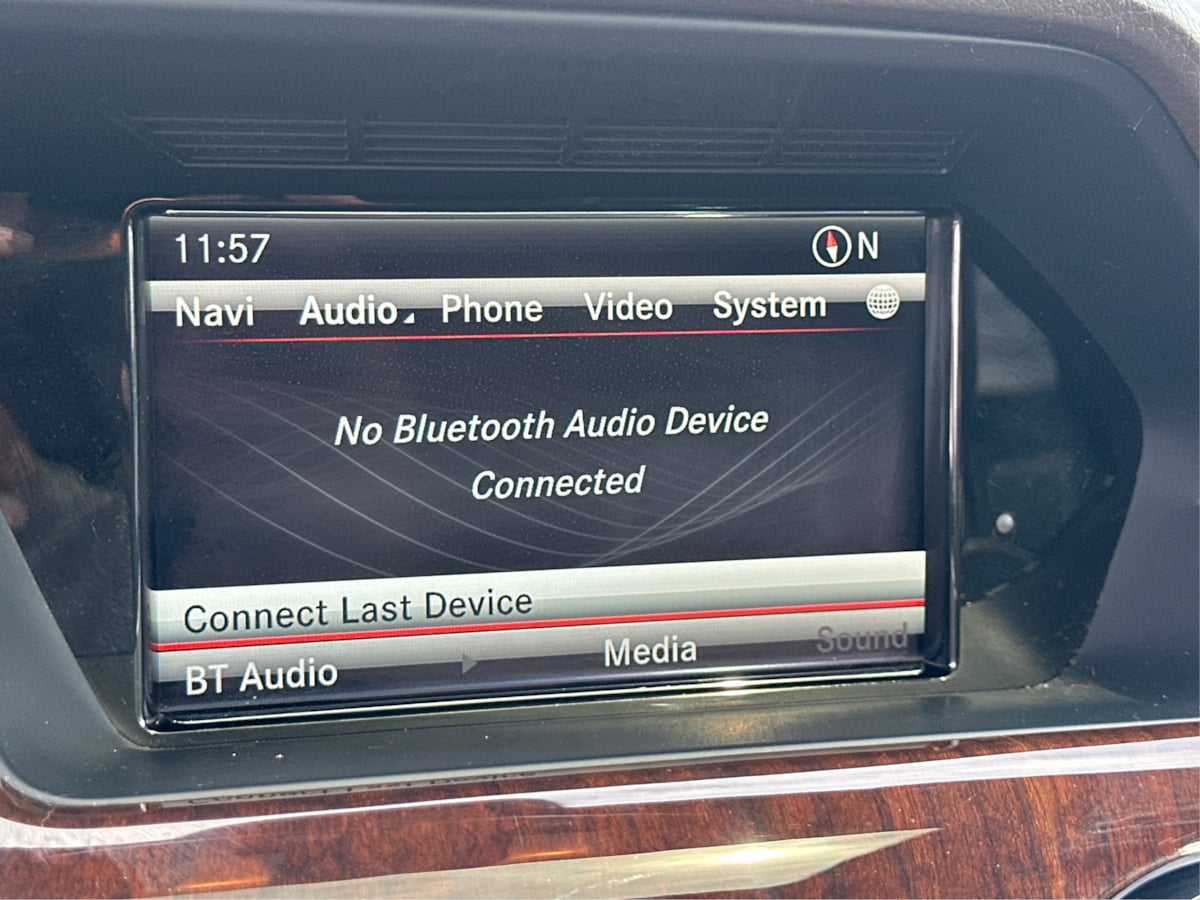 11:57 N
Navi Audio Phone Video System
No Bluetooth Audio Device
Connected
Connect Last Device
BT Audio Media Sound